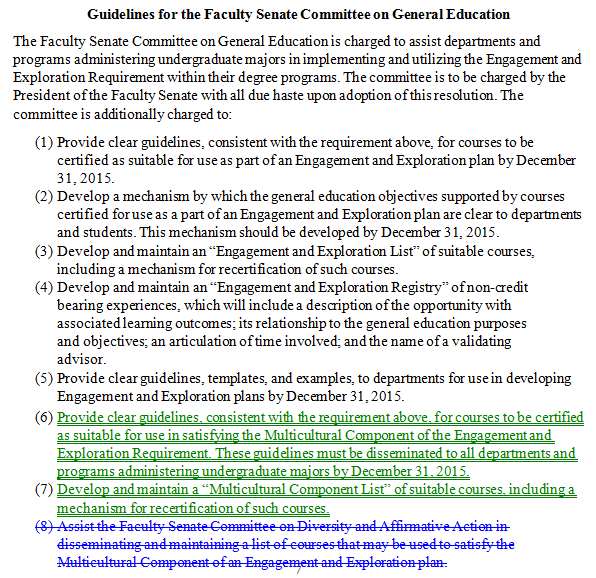 Guidelines for the Faculty Senate Committee on General Education
The Faculty Senate Committee on General Education is charged to assist departments and
programs administering undergraduate majors in implementing and utilizing the Engagement and
Exploration Requirement within their degree programs. The committee is to be charged by the
President of the Faculty Senate with all due haste upon adoption of this resolution. The
committee is additionally charged to:
(1) Provide clear guidelines, consistent with the requirement above, for courses to be
certified as suitable for use as part of an Engagement and Exploration plan by December
31, 2015.
(2) Develop a mechanism by which the general education objectives supported by courses
certified for use as a part of an Engagement and Exploration plan are clear to departments
and students. This mechanism should be developed by December 31, 2015.
(3) Develop and maintain an “Engagement and Exploration List” of suitable courses,
including a mechanism for recertification of such courses.
(4) Develop and maintain an “Engagement and Exploration Registry” of non-credit
bearing experiences, which will include a description of the opportunity with
associated learning outcomes; its relationship to the general education purposes
and objectives; an articulation of time involved; and the name of a validating
advisor.
(5) Provide clear guidelines, templates, and examples, to departments for use in developing
Engagement and Exploration plans by December 31, 2015.
(6) Provide clear guidelines, consistent with the requirement above, for courses to be certified
as suitable for use in satisfying the Multicultural Component of the Engagement and
Exploration Requirement. These guidelines must be disseminated to all departments and
programs administering undergraduate majors by December 31, 2015.
(7) Develop and maintain a “Multicultural Component List” of suitable courses, including a
mechanism for recertification of such courses.
(8) Assist the Faculty Senate Committee on Diversity and Affirmative Action in
disseminating and maintaining a list of courses that may be used to satisfy the
Multicultural Component of an Engagement and Exploration plan.